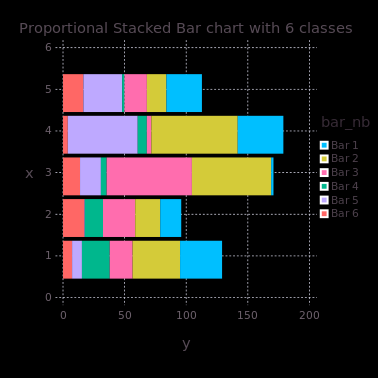 Proportional Stacked Bar chart with 6 classes
6
5
4
3
2
1
0
x
0
50
100
150
200
y
bar_nb
Bar 1
Bar 2
Bar 3
Bar 4
Bar 5
Bar 6